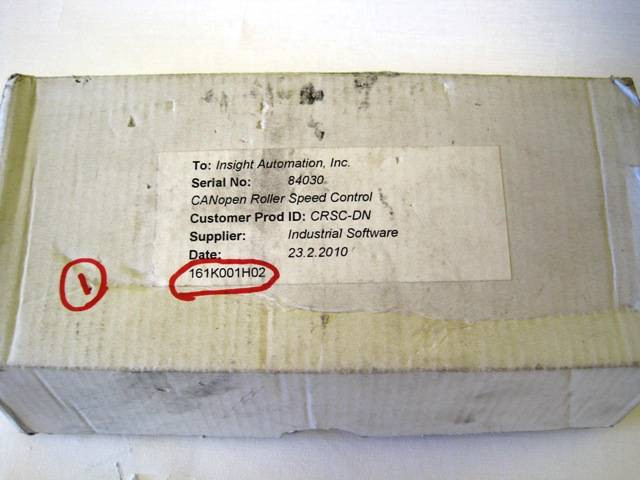 To: Insight Automation, Inc.
Serial No: 84030
CANopen Roller Speed Control
Customer Prod ID: CRSC-DN
Supplier: Industrial Software
Date: 23.2.2010
161K001H02
1